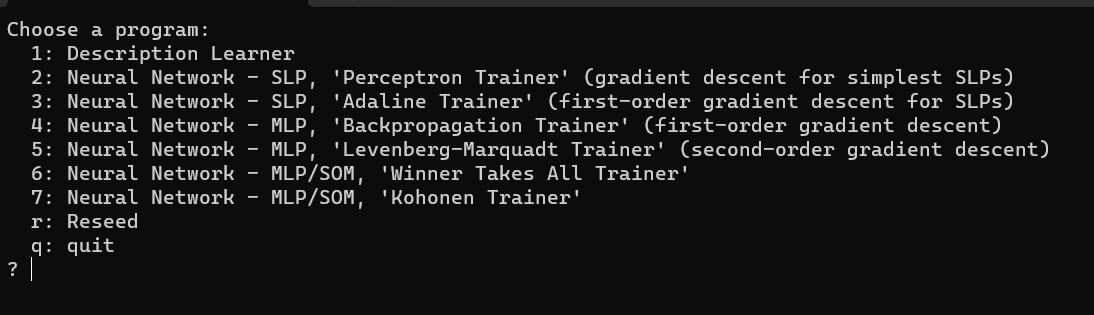 Choose a program:
1: Description Learner
2: Neural Network - SLP, 'Perceptron Trainer' (gradient descent for simplest SLPs)
3: Neural Network - SLP, 'Adaline Trainer' (first-order gradient descent for SLPs)
4: Neural Network - MLP, 'Backpropagation Trainer' (first-order gradient descent)
5: Neural Network - MLP, 'Levenberg-Marquadt Trainer' (second-order gradient descent)
6: Neural Network - MLP/SOM, 'Winner Takes All Trainer'
7: Neural Network - MLP/SOM, 'Kohonen Trainer'
r: Reseed
q: quit
?